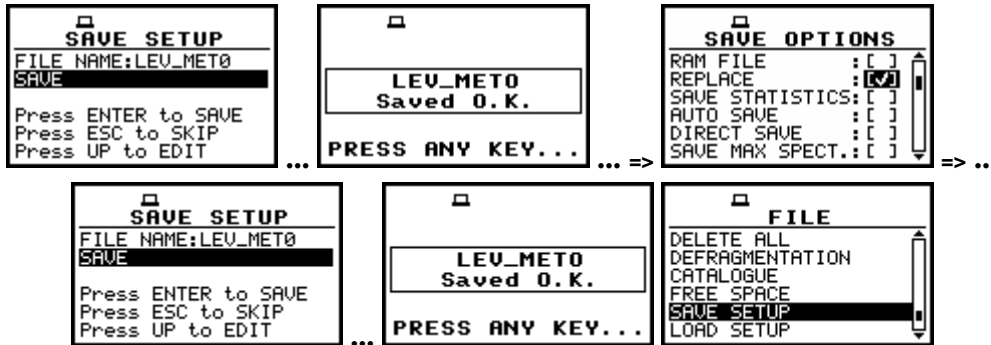 SAVE SETUP
FILE NAME:LEV_MET0
SAVE
Press ENTER to SAVE
Press ESC to SKIP
Press UP to EDIT
...
LEV_METO
Saved O.K.
PRESS ANY KEY...
... =>
SAVE OPTIONS
RAM FILE :[ ]
REPLACE :[✓]
SAVE STATISTICS:[ ]
AUTO SAVE :[ ]
DIRECT SAVE :[ ]
SAVE MAX SPECT.:[ ]
=> ..
SAVE SETUP
FILE NAME:LEV_MET0
SAVE
Press ENTER to SAVE
Press ESC to SKIP
Press UP to EDIT
...
LEV_METO
Saved O.K.
PRESS ANY KEY...
FILE
DELETE ALL
DEFRAGMENTATION
CATALOGUE
FREE SPACE
SAVE SETUP
LOAD SETUP